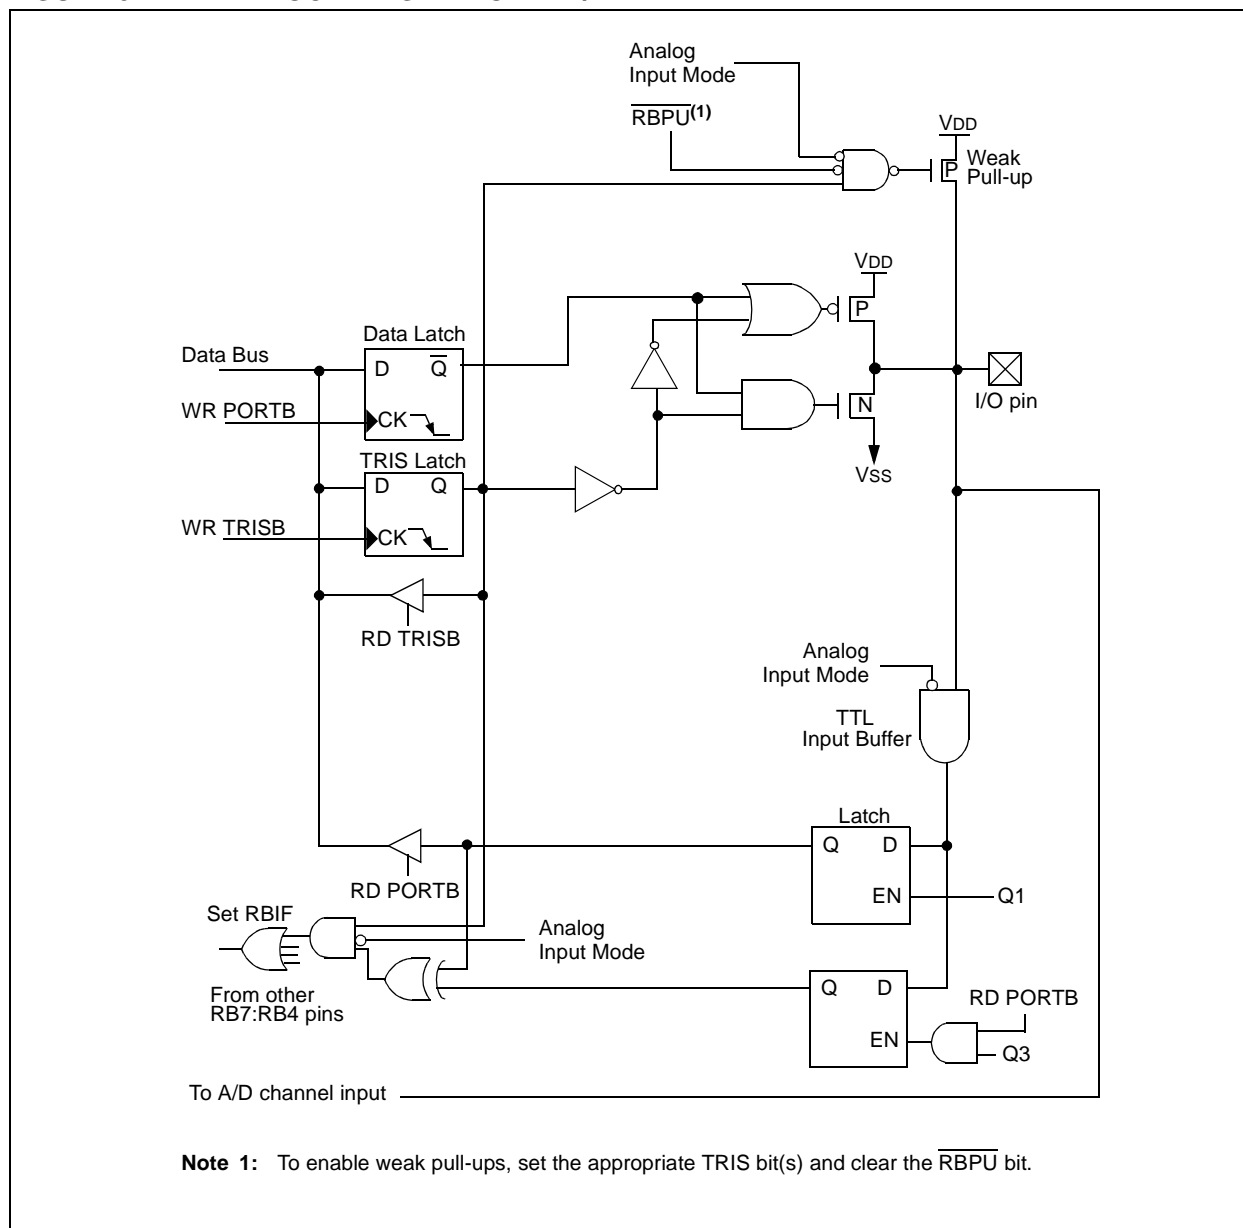 Analog
Input Mode
RBPU(1)
VDD
P
Weak
Pull-up
VDD
P
Data Latch
Data Bus
D
Q
WR PORTB
CK
N
I/O pin
VSS
TRIS Latch
D
Q
WR TRISB
CK
RD TRISB
Analog
Input Mode
TTL
Input Buffer
Latch
Q
D
EN
Q1
RD PORTB
Set RBIF
Analog
Input Mode
From other
RB7:RB4 pins
Q
D
EN
RD PORTB
Q3
To A/D channel input
Note 1: To enable weak pull-ups, set the appropriate TRIS bit(s) and clear the RBPU bit.